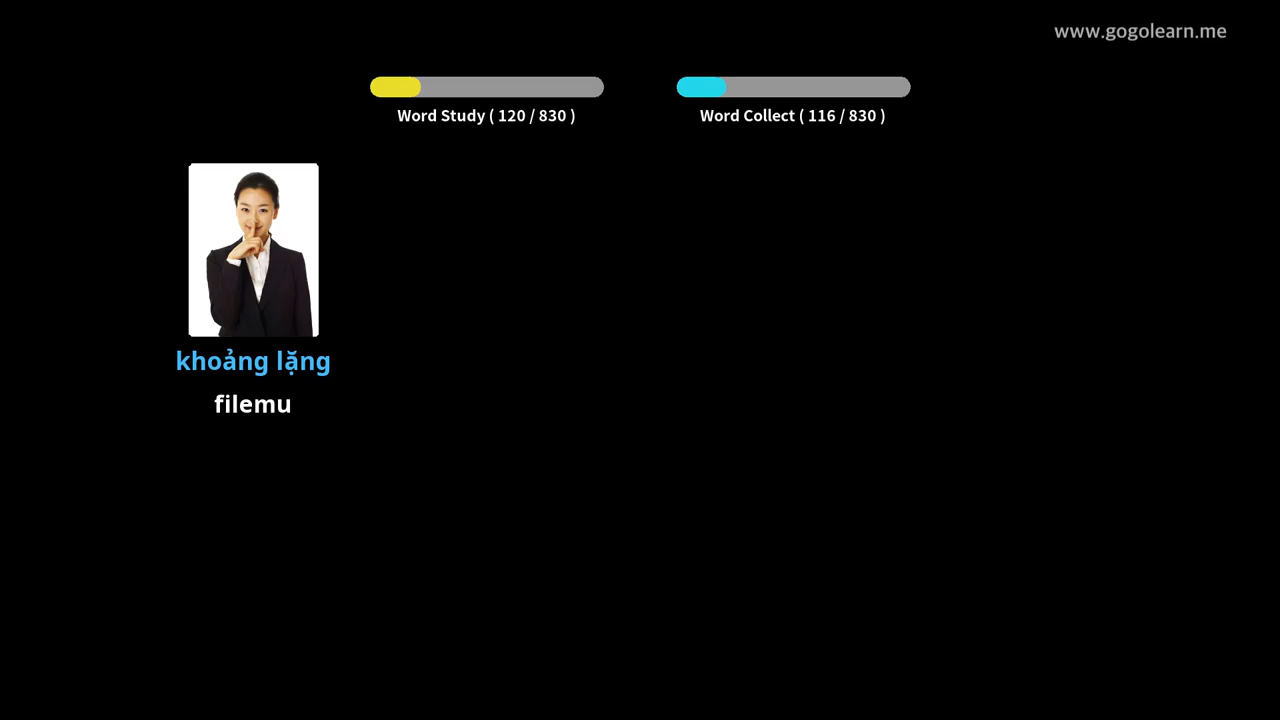 www.gogolearn.me
Word Study ( 120 / 830 )
Word Collect ( 116 / 830 )
khoảng lặng
filemu